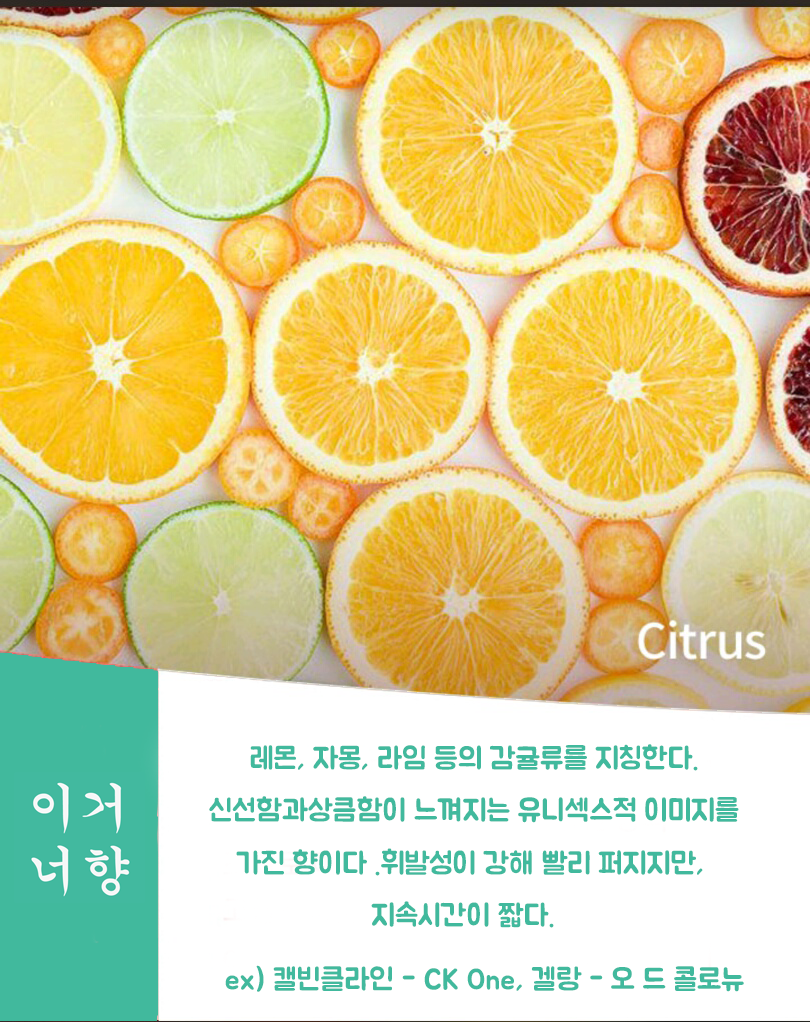 Citrus
이거
너향
레몬, 자몽, 라임 등의 감귤류를 지칭한다.
신선함과상큼함이 느껴지는 유니섹스적 이미지를
가진 향이다 .휘발성이 강해 빨리 퍼지지만,
지속시간이 짧다.
ex) 캘빈클라인 - CK One, 겔랑 - 오 드 콜로뉴